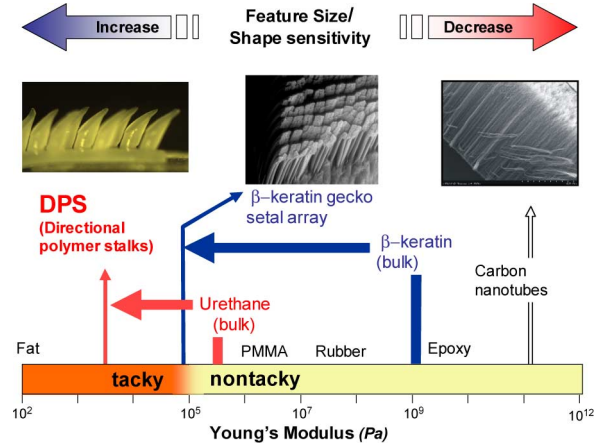 Increase
Feature Size/
Shape sensitivity
Decrease
DPS
(Directional
polymer stalks)
β–keratin gecko
setal array
β–keratin
(bulk)
Carbon
nanotubes
Urethane
(bulk)
Fat
PMMA
Rubber
Epoxy
tacky
nontacky
10²
10⁵
10⁷
10⁹
10¹²
Young's Modulus (Pa)